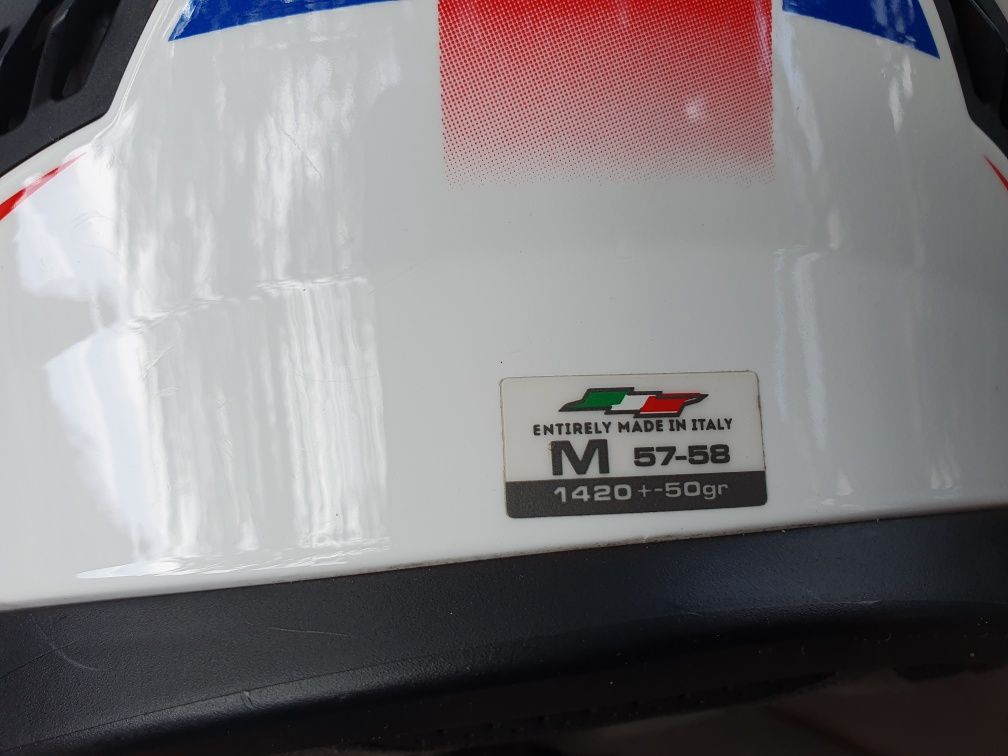 ENTIRELY MADE IN ITALY
M 57-58
1420+-50gr